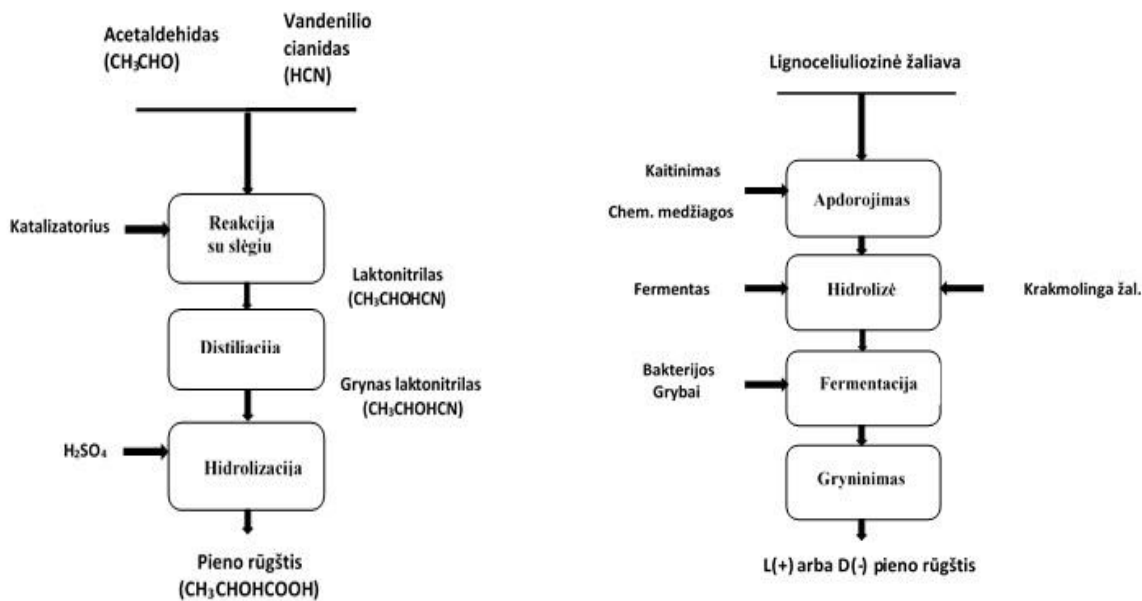 Acetaldehidas
(CH₃CHO)
Vandenilio
cianidas
(HCN)
Katalizatorius
Reakcija
su slėgiu
Laktonitrilas
(CH₃CHOHCN)
Distiliacija
Grynas laktonitrilas
(CH₃CHOHCN)
H₂SO₄
Hidrolizacija
Pieno rūgštis
(CH₃CHOHCOOH)
Lignoceliuliozinė žaliava
Kaitinimas
Chem. medžiagos
Apdorojimas
Fermentas
Hidrolizė
Krakmolinga žal.
Bakterijos
Grybai
Fermentacija
Gryninimas
L(+) arba D(-) pieno rūgštis